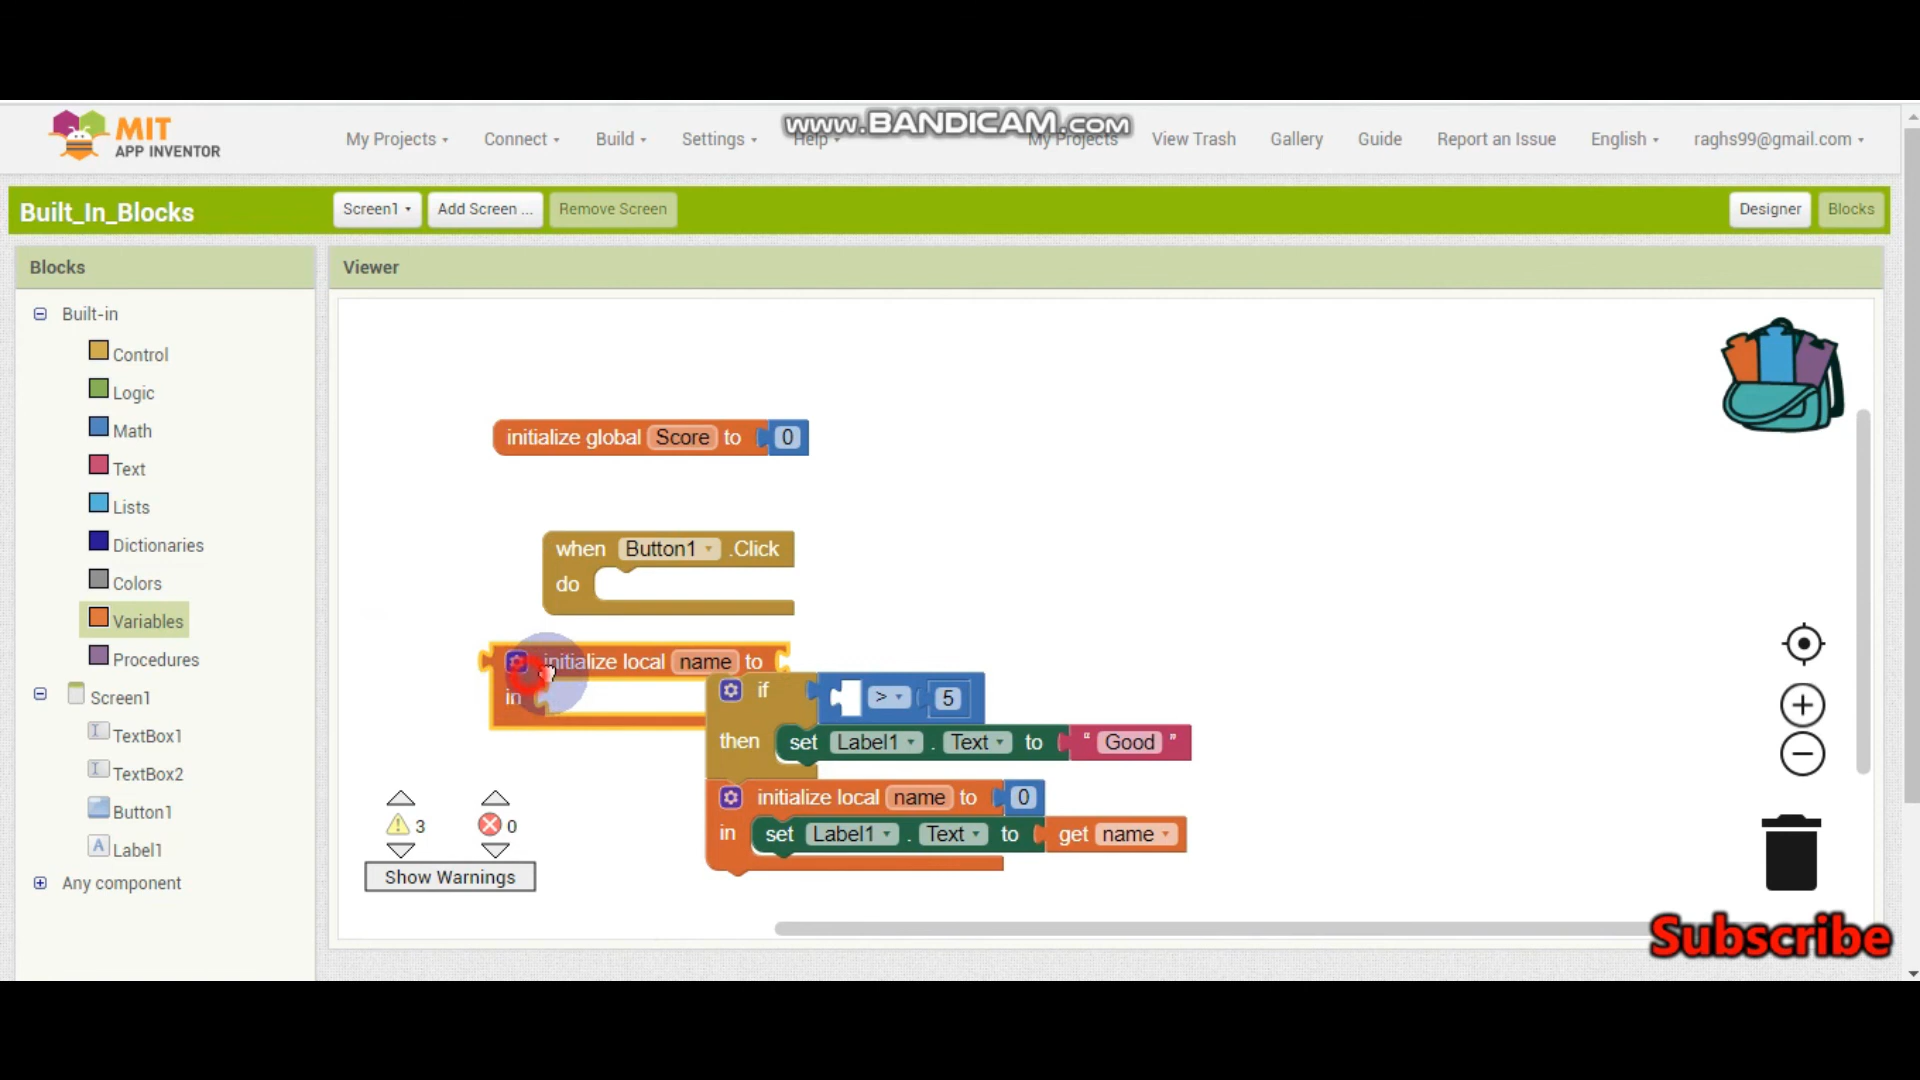 www.BANDICAM.com
MIT
APP INVENTOR
My Projects
Connect
Build
Settings
Help
My Projects
View Trash
Gallery
Guide
Report an Issue
English
raghs99@gmail.com
Built_In_Blocks
Screen1
Add Screen ...
Remove Screen
Designer
Blocks
Blocks
Viewer
Built-in
Control
Logic
Math
Text
Lists
Dictionaries
Colors
Variables
Procedures
Screen1
TextBox1
TextBox2
Button1
Label1
Any component
initialize global Score to 0
when Button1 .Click
do
initialize local name to
in
if > 5
then set Label1 . Text to " Good "
initialize local name to 0
in set Label1 . Text to get name
3
0
Show Warnings
Subscribe